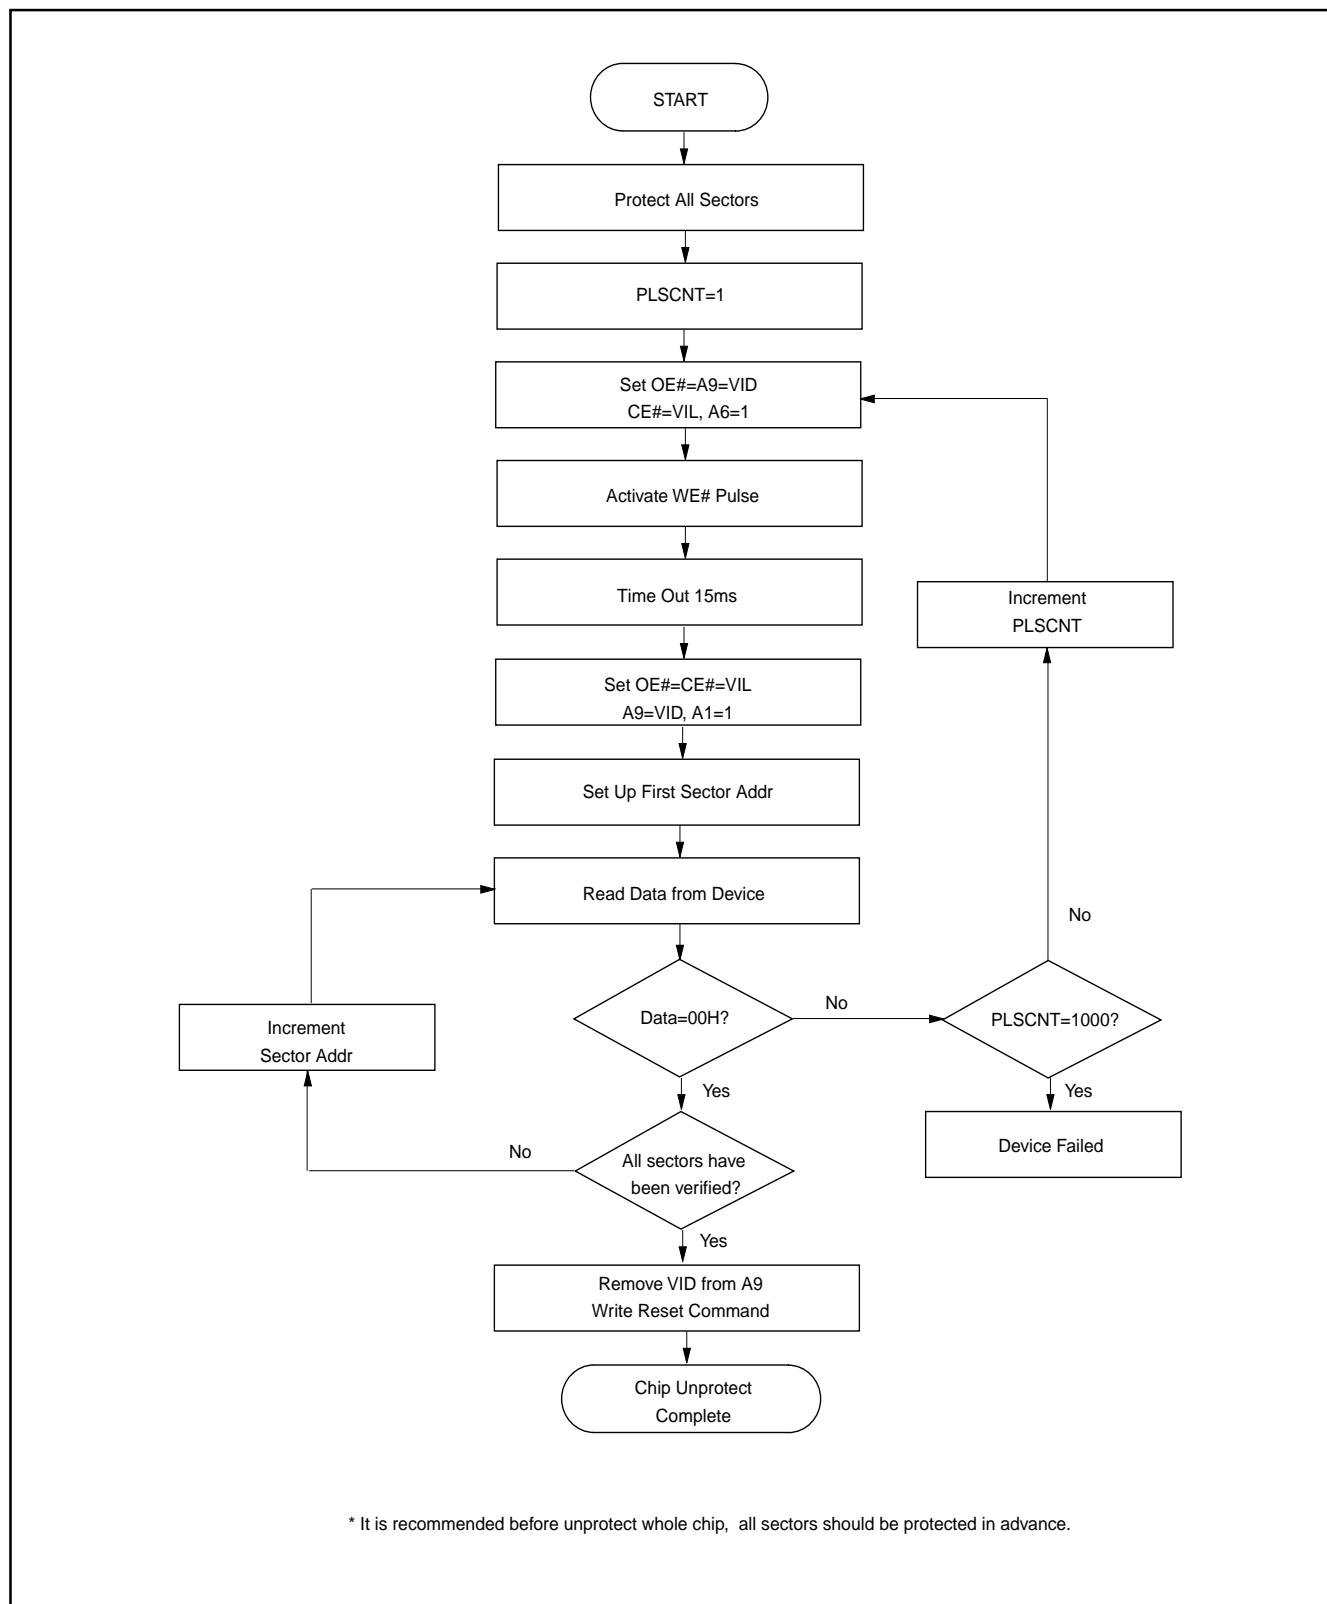 START
Protect All Sectors
PLSCNT=1
Set OE#=A9=VID
CE#=VIL, A6=1
Activate WE# Pulse
Time Out 15ms
Increment
PLSCNT
Set OE#=CE#=VIL
A9=VID, A1=1
Set Up First Sector Addr
Read Data from Device
No
Data=00H?
No
PLSCNT=1000?
Increment
Sector Addr
Yes
Yes
Device Failed
No
All sectors have
been verified?
Yes
Remove VID from A9
Write Reset Command
Chip Unprotect
Complete
* It is recommended before unprotect whole chip, all sectors should be protected in advance.